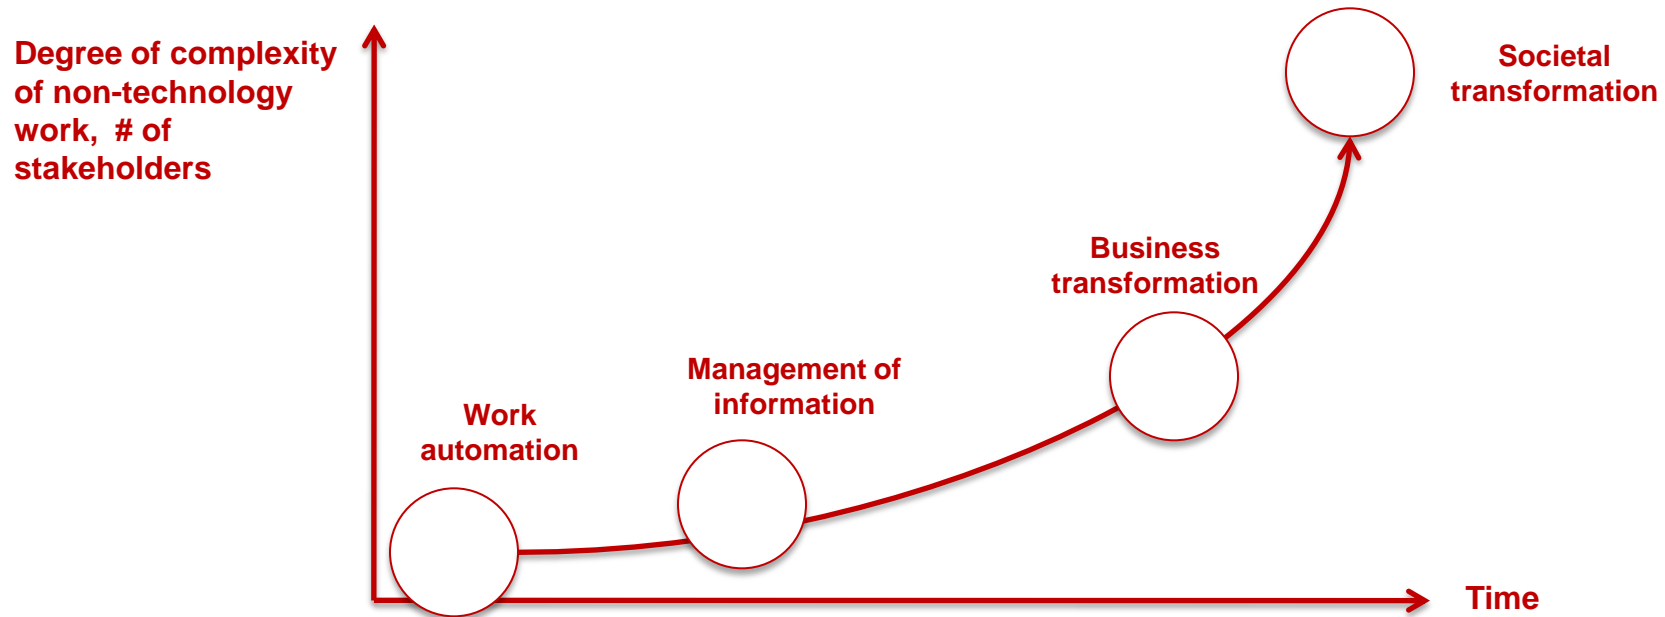 Degree of complexity
of non-technology
work, # of
stakeholders
Societal
transformation
Business
transformation
Management of
information
Work
automation
Time